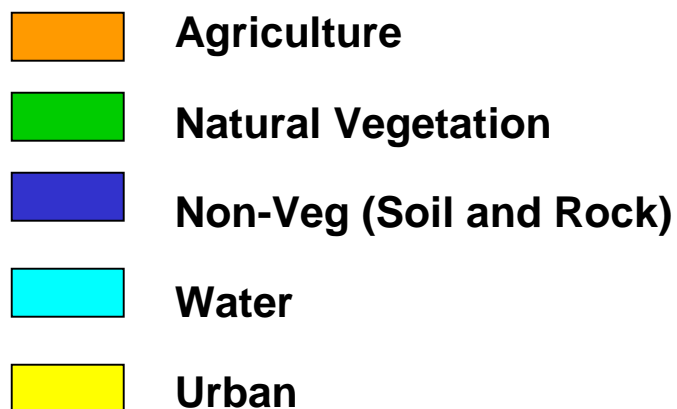 Agriculture
Natural Vegetation
Non-Veg (Soil and Rock)
Water
Urban